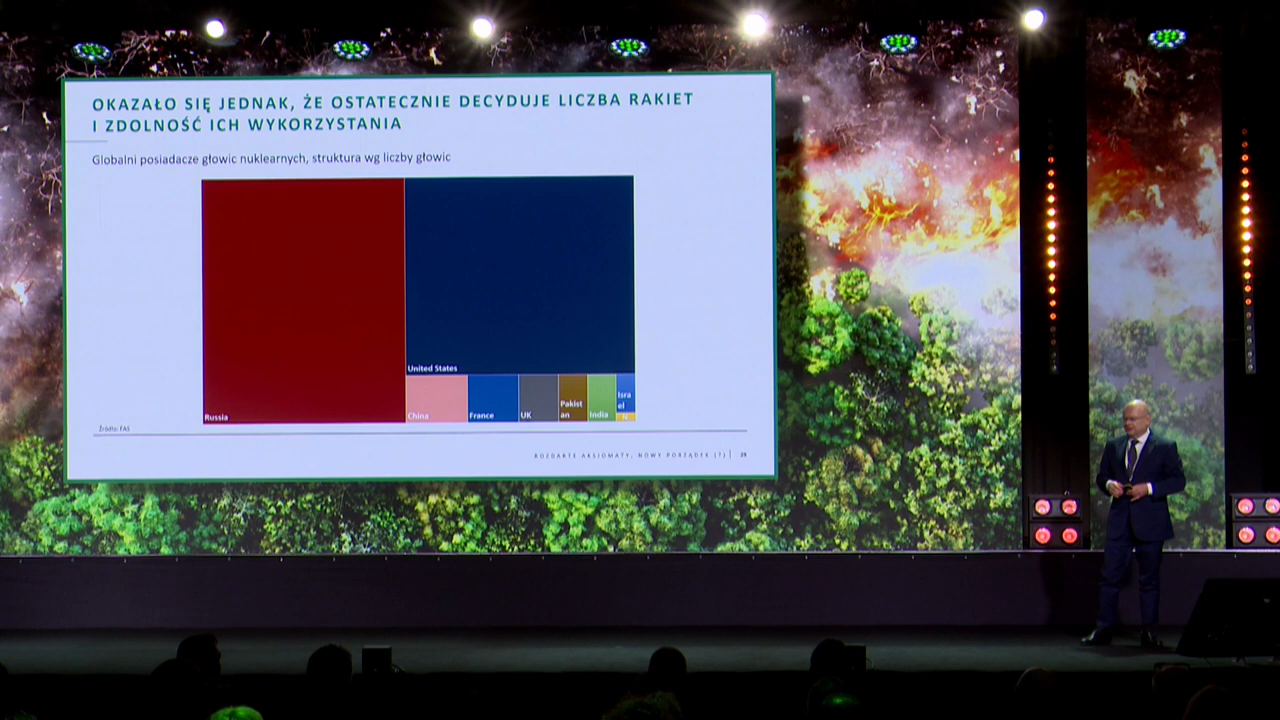 OKAZAŁO SIĘ JEDNAK, ŻE OSTATECZNIE DECYDUJE LICZBA RAKIET
I ZDOLNOŚĆ ICH WYKORZYSTANIA
Globalni posiadacze głowic nuklearnych, struktura wg liczby głowic
United States
Russia
China
France
UK
Pakist
an
India
Isra
el
Źródło: FAS
ROZDARTE AKSJOMATY, NOWY PORZĄDEK (?) | 29